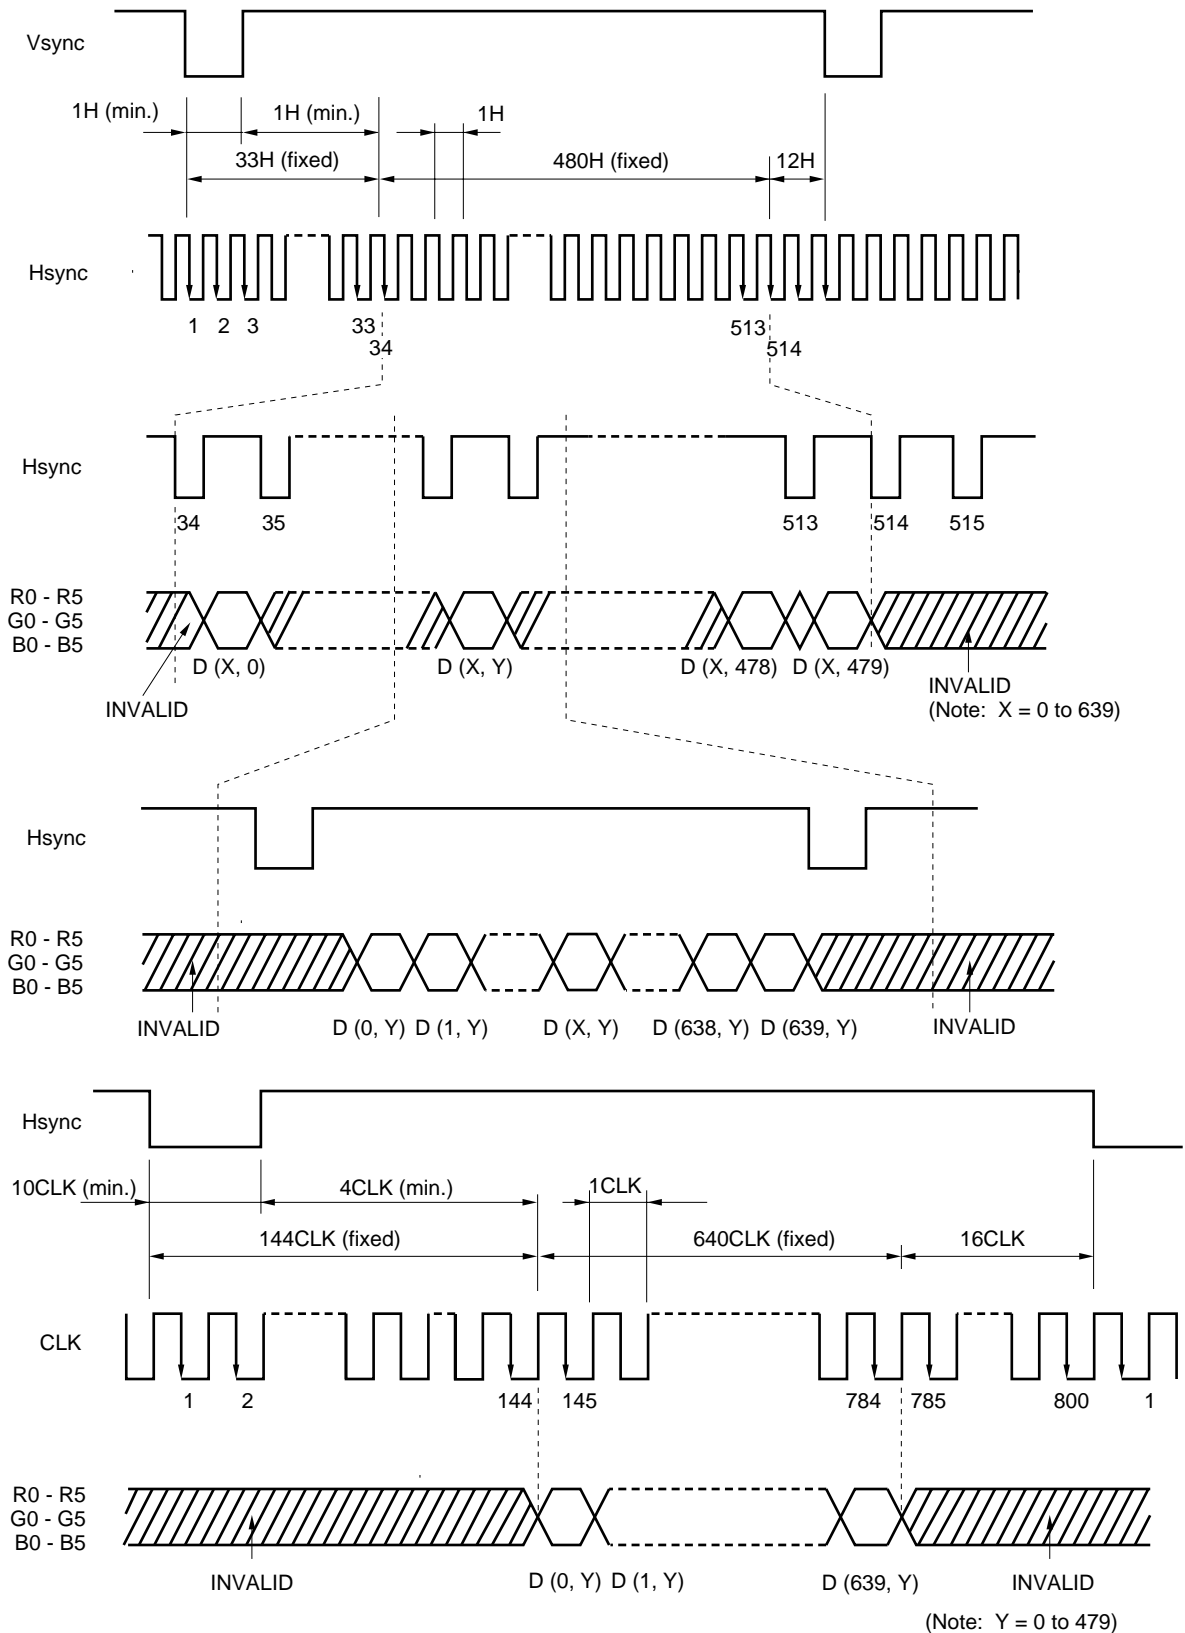 Vsync
1H (min.)
1H (min.)
1H
33H (fixed)
480H (fixed)
12H
Hsync
1
2
3
33
34
513
514
Hsync
34
35
513
514
515
R0 - R5
G0 - G5
B0 - B5
D (X, 0)
D (X, Y)
D (X, 478)
D (X, 479)
INVALID
INVALID
(Note: X = 0 to 639)
Hsync
R0 - R5
G0 - G5
B0 - B5
INVALID
D (0, Y)
D (1, Y)
D (X, Y)
D (638, Y)
D (639, Y)
INVALID
Hsync
10CLK (min.)
4CLK (min.)
1CLK
144CLK (fixed)
640CLK (fixed)
16CLK
CLK
1
2
144
145
784
785
800
1
R0 - R5
G0 - G5
B0 - B5
INVALID
D (0, Y)
D (1, Y)
D (639, Y)
INVALID
(Note: Y = 0 to 479)